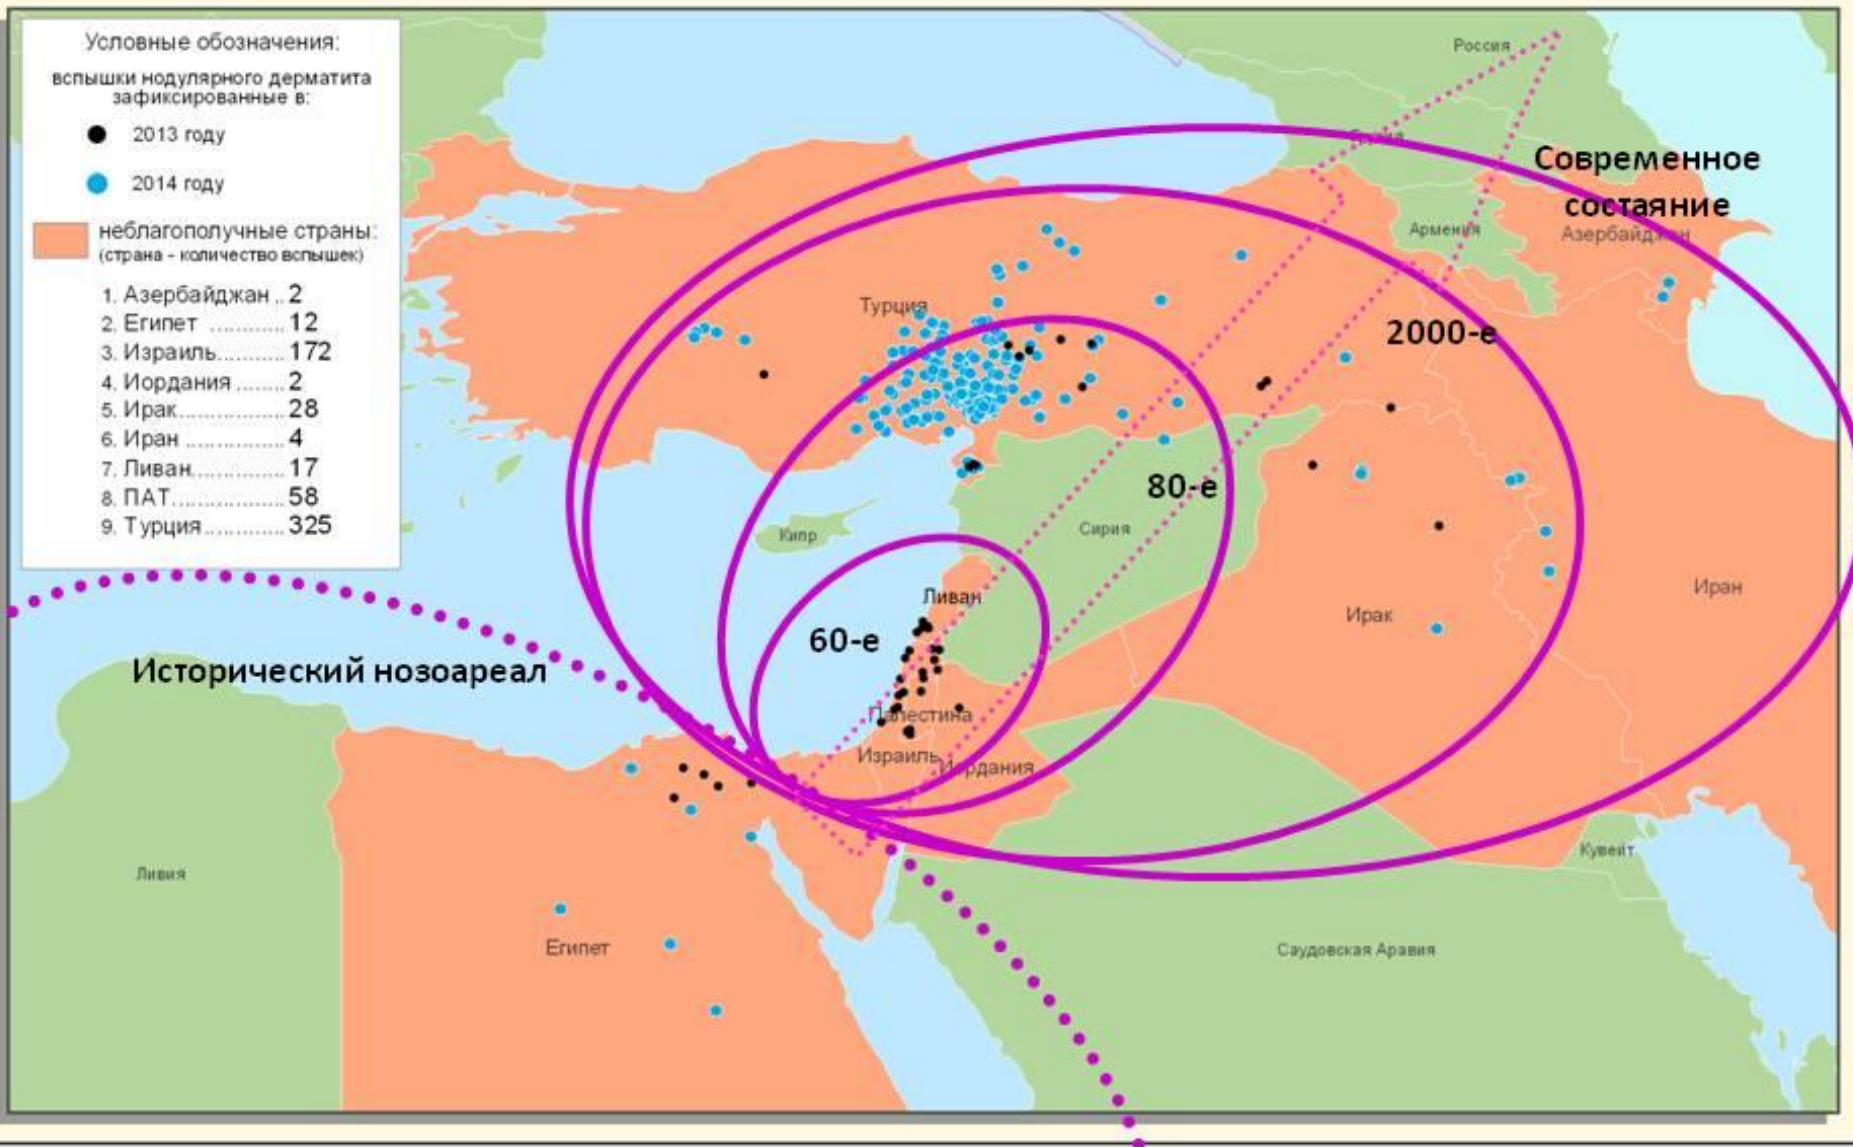 Условные обозначения:
вспышки нодулярного дерматита
зафиксированные в:
2013 году
2014 году
неблагополучные страны:
(страна - количество вспышек)
1. Азербайджан .. 2
2. Египет ............ 12
3. Израиль.......... 172
4. Иордания ....... 2
5. Ирак............... 28
6. Иран .............. 4
7. Ливан............. 17
8. ПАТ................ 58
9. Турция............ 325
Россия
Грузия
Современное
состаяние
Армения
Азербайджан
Турция
2000-е
80-е
Кипр
Сирия
Иран
Ливан
Ирак
60-е
Исторический нозоареал
Палестина
Израиль
Иордания
Кувейт
Ливия
Египет
Саудовская Аравия